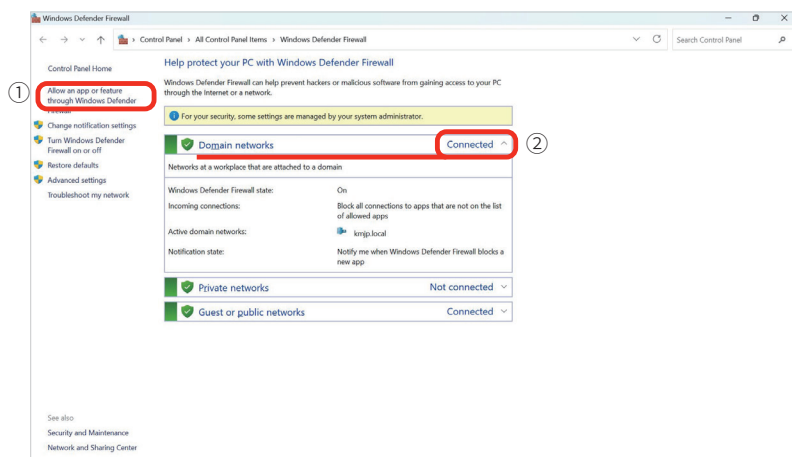 Windows Defender Firewall
Control Panel › All Control Panel Items › Windows Defender Firewall
Search Control Panel
Control Panel Home
①
Allow an app or feature
through Windows Defender
Firewall
Change notification settings
Turn Windows Defender
Firewall on or off
Restore defaults
Advanced settings
Troubleshoot my network
Help protect your PC with Windows Defender Firewall
Windows Defender Firewall can help prevent hackers or malicious software from gaining access to your PC
through the Internet or a network.
For your security, some settings are managed by your system administrator.
Domain networks Connected
②
Networks at a workplace that are attached to a domain
Windows Defender Firewall state: On
Incoming connections: Block all connections to apps that are not on the list
of allowed apps
Active domain networks: kmjp.local
Notification state: Notify me when Windows Defender Firewall blocks a
new app
Private networks Not connected
Guest or public networks Connected
See also
Security and Maintenance
Network and Sharing Center